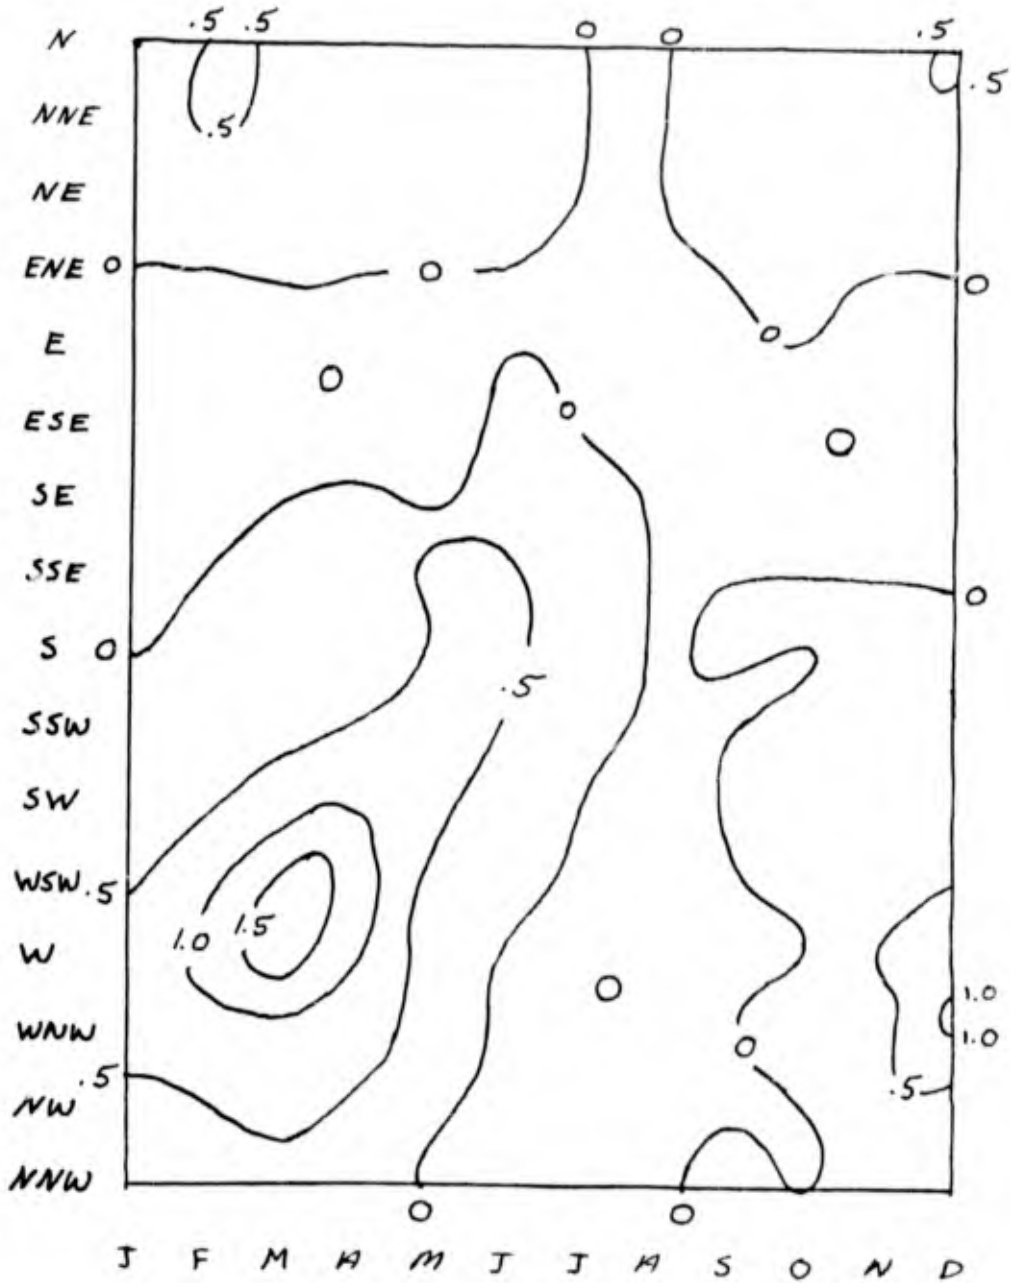 .5 .5 0 0 .5
N
.5
NNE
.5
NE
ENE 0 0 0
E 0
0
ESE 0
0
SE
SSE 0
S 0
.5
SSW
SW
WSW .5
1.0 1.5
W
0 1.0
WNW 1.0
0
.5 .5
NW
NNW
0 0
J F M A M J J A S O N D